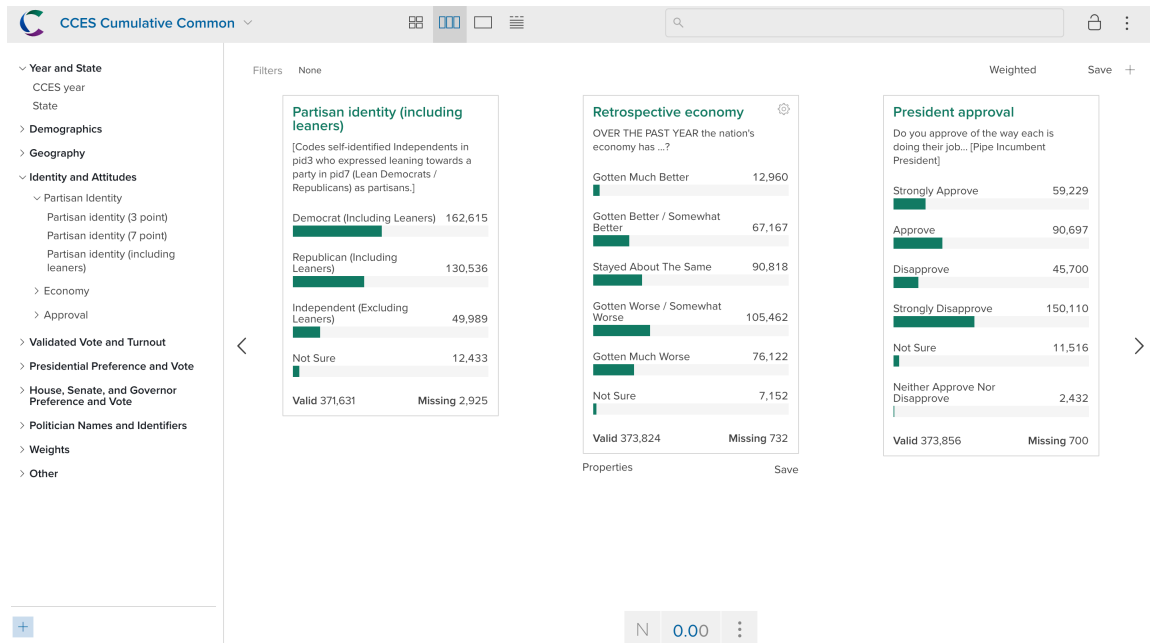 CCES Cumulative Common
Year and State
CCES year
State
Demographics
Geography
Identity and Attitudes
Partisan Identity
Partisan identity (3 point)
Partisan identity (7 point)
Partisan identity (including
leaners)
Economy
Approval
Validated Vote and Turnout
Presidential Preference and Vote
House, Senate, and Governor
Preference and Vote
Politician Names and Identifiers
Weights
Other
Filters None
Weighted Save
Partisan identity (including
leaners)
[Codes self-identified Independents in
pid3 who expressed leaning towards a
party in pid7 (Lean Democrats /
Republicans) as partisans.]
Democrat (Including Leaners) 162,615
Republican (Including
Leaners) 130,536
Independent (Excluding
Leaners) 49,989
Not Sure 12,433
Valid 371,631 Missing 2,925
Retrospective economy
OVER THE PAST YEAR the nation's
economy has ...?
Gotten Much Better 12,960
Gotten Better / Somewhat
Better 67,167
Stayed About The Same 90,818
Gotten Worse / Somewhat
Worse 105,462
Gotten Much Worse 76,122
Not Sure 7,152
Valid 373,824 Missing 732
Properties Save
President approval
Do you approve of the way each is
doing their job... [Pipe Incumbent
President]
Strongly Approve 59,229
Approve 90,697
Disapprove 45,700
Strongly Disapprove 150,110
Not Sure 11,516
Neither Approve Nor
Disapprove 2,432
Valid 373,856 Missing 700
N 0.00